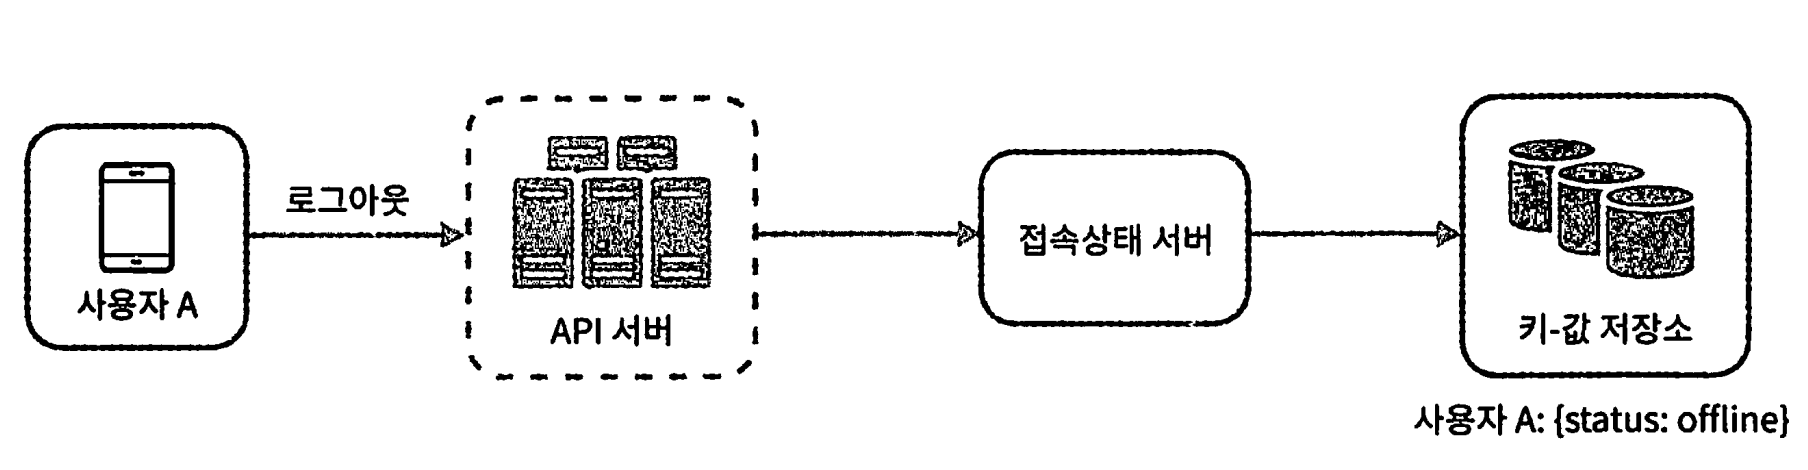 로그아웃
사용자 A
API 서버
접속상태 서버
키-값 저장소
사용자 A: {status: offline}